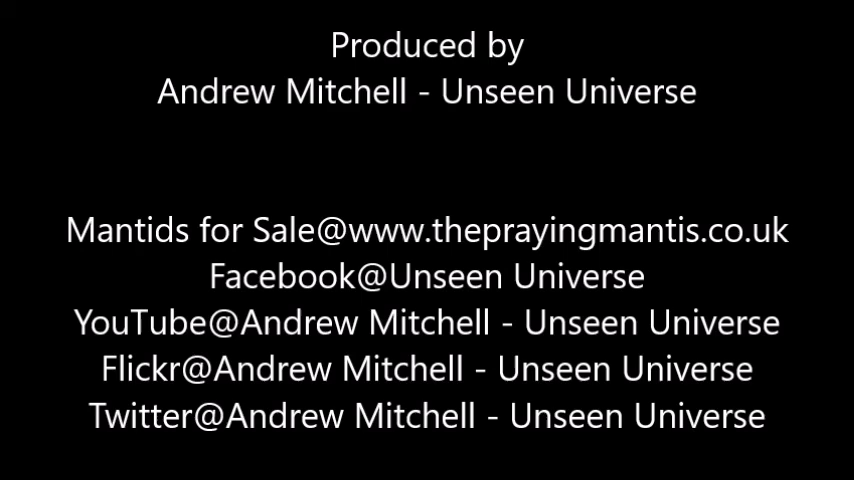 Produced by
Andrew Mitchell - Unseen Universe
Mantids for Sale@www.theprayingmantis.co.uk
Facebook@Unseen Universe
YouTube@Andrew Mitchell - Unseen Universe
Flickr@Andrew Mitchell - Unseen Universe
Twitter@Andrew Mitchell - Unseen Universe